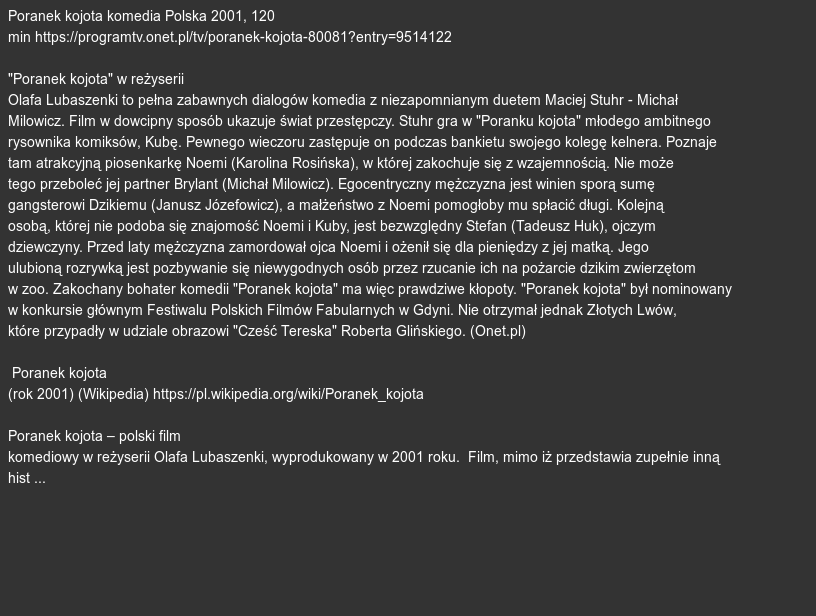 Poranek kojota komedia Polska 2001, 120
min https://programtv.onet.pl/tv/poranek-kojota-80081?entry=9514122
"Poranek kojota" w reżyserii
Olafa Lubaszenki to pełna zabawnych dialogów komedia z niezapomnianym duetem Maciej Stuhr - Michał
Milowicz. Film w dowcipny sposób ukazuje świat przestępczy. Stuhr gra w "Poranku kojota" młodego ambitnego
rysownika komiksów, Kubę. Pewnego wieczoru zastępuje on podczas bankietu swojego kolegę kelnera. Poznaje
tam atrakcyjną piosenkarkę Noemi (Karolina Rosińska), w której zakochuje się z wzajemnością. Nie może
tego przeboleć jej partner Brylant (Michał Milowicz). Egocentryczny mężczyzna jest winien sporą sumę
gangsterowi Dzikiemu (Janusz Józefowicz), a małżeństwo z Noemi pomogłoby mu spłacić długi. Kolejną
osobą, której nie podoba się znajomość Noemi i Kuby, jest bezwzględny Stefan (Tadeusz Huk), ojczym
dziewczyny. Przed laty mężczyzna zamordował ojca Noemi i ożenił się dla pieniędzy z jej matką. Jego
ulubioną rozrywką jest pozbywanie się niewygodnych osób przez rzucanie ich na pożarcie dzikim zwierzętom
w zoo. Zakochany bohater komedii "Poranek kojota" ma więc prawdziwe kłopoty. "Poranek kojota" był nominowany
w konkursie głównym Festiwalu Polskich Filmów Fabularnych w Gdyni. Nie otrzymał jednak Złotych Lwów,
które przypadły w udziale obrazowi "Cześć Tereska" Roberta Glińskiego. (Onet.pl)
Poranek kojota
(rok 2001) (Wikipedia) https://pl.wikipedia.org/wiki/Poranek_kojota
Poranek kojota – polski film
komediowy w reżyserii Olafa Lubaszenki, wyprodukowany w 2001 roku.  Film, mimo iż przedstawia zupełnie inną
hist ...